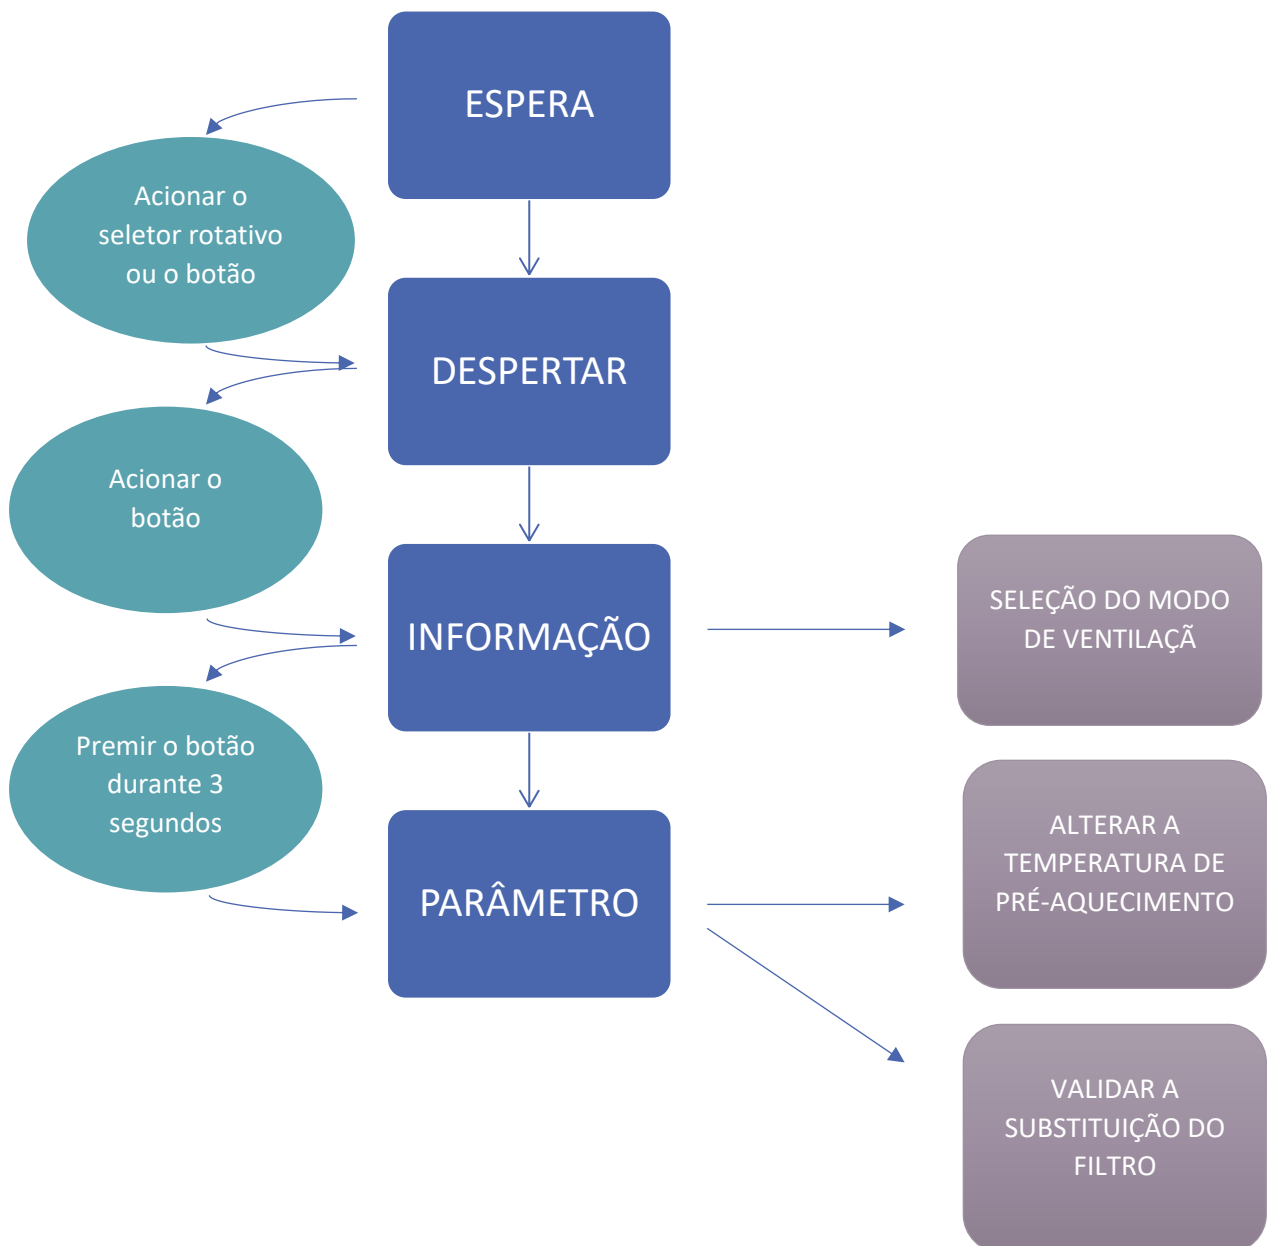 ESPERA
Acionar o
seletor rotativo
ou o botão
DESPERTAR
Acionar o
botão
INFORMAÇÃO
SELEÇÃO DO MODO
DE VENTILAÇÃ
Premir o botão
durante 3
segundos
PARÂMETRO
ALTERAR A
TEMPERATURA DE
PRÉ-AQUECIMENTO
VALIDAR A
SUBSTITUIÇÃO DO
FILTRO